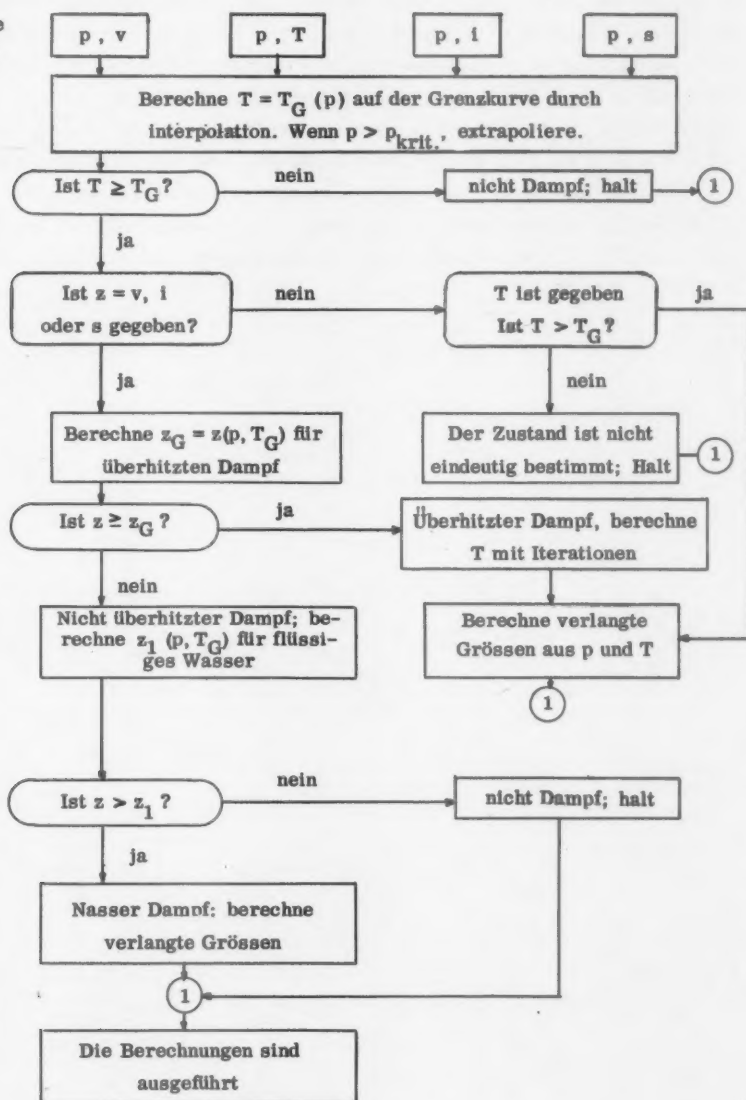 e
p , v
p , T
p , i
p , s
Berechne T = T_G (p) auf der Grenzkurve durch
interpolation. Wenn p > p_krit., extrapoliere.
Ist T ≥ T_G ?
nein
nicht Dampf; halt
1
ja
Ist z = v, i
oder s gegeben?
nein
T ist gegeben
Ist T > T_G ?
ja
ja
nein
Berechne z_G = z(p, T_G) für
überhitzten Dampf
Der Zustand ist nicht
eindeutig bestimmt; Halt
1
Ist z ≥ z_G ?
ja
Überhitzter Dampf, berechne
T mit Iterationen
nein
Nicht überhitzter Dampf; be-
rechne z_1 (p, T_G) für flüssi-
ges Wasser
Berechne verlangte
Grössen aus p und T
1
Ist z > z_1 ?
nein
nicht Dampf; halt
ja
Nasser Dampf; berechne
verlangte Grössen
1
Die Berechnungen sind
ausgeführt